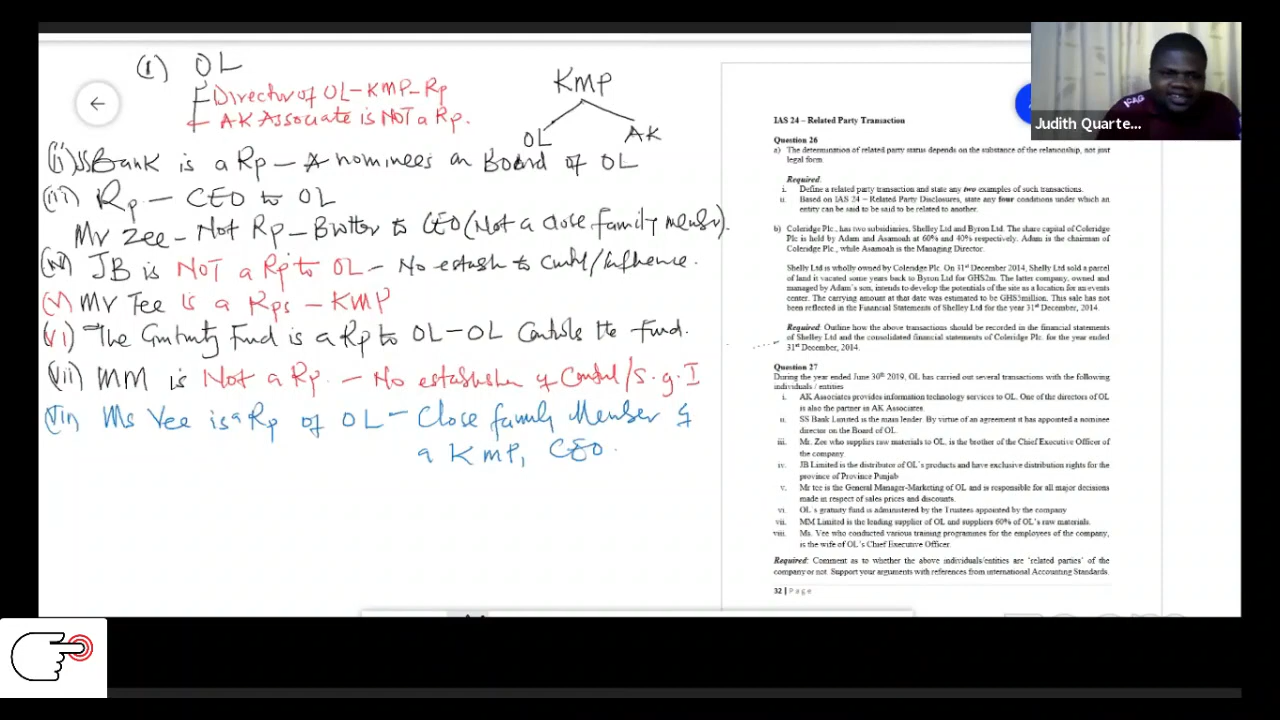 (i) OL
Director of OL-KMP-Rp
AK Associate is NOT a Rp.
KMP
OL
AK
(ii) SSBank is a Rp - A nominees on Board of OL
(iii) Rp - CEO to OL
Mr Zee - Not Rp - Brother to CEO (Not a close family member).
(iv) JB is NOT a Rp to OL - No estash to Contul/Influence.
(v) Mr Tee is a Rps - KMP
(vi) The Gratuity Fund is a Rp to OL-OL Controls the Fund.
(vii) MM is Not a Rp. - No establishm of Control/S.g.I
(viii) Ms Vee is a Rp of OL - Close family Member of
a KMP, CEO.
IAS 24 – Related Party Transaction
Question 26
a) The determination of related party status depends on the substance of the relationship, not just
legal form.
Required:
i. Define a related party transaction and state any two examples of such transactions.
ii. Based on IAS 24 – Related Party Disclosures, state any four conditions under which an
entity can be said to be said to be related to another.
b) Coleridge Plc., has two subsidiaries, Shelley Ltd and Byron Ltd. The share capital of Coleridge
Plc is held by Adam and Asamoah at 60% and 40% respectively. Adam is the chairman of
Coleridge Plc, while Asamoah is the Managing Director.
Shelly Ltd is wholly owned by Coleridge Plc. On 31st December 2014, Shelly Ltd sold a parcel
of land it vacated some years back to Byron Ltd for GHS2m. The latter company, owned and
managed by Adam's son, intends to develop the potentials of the site as a location for an events
center. The carrying amount at that date was estimated to be GHS5million. This sale has not
been reflected in the Financial Statements of Shelley Ltd for the year 31st December, 2014.
Required: Outline how the above transactions should be recorded in the financial statements
of Shelley Ltd and the consolidated financial statements of Coleridge Plc. for the year ended
31st December, 2014.
Question 27
During the year ended June 30th 2019, OL has carried out several transactions with the following
individuals / entities
i. AK Associates provides information technology services to OL. One of the directors of OL
is also the partner in AK Associates.
ii. SS Bank Limited is the main lender. By virtue of an agreement it has appointed a nominee
director on the Board of OL.
iii. Mr. Zee who supplies raw materials to OL, is the brother of the Chief Executive Officer of
the company.
iv. JB Limited is the distributor of OL's products and have exclusive distribution rights for the
province of Province Punjab
v. Mr tee is the General Manager-Marketing of OL and is responsible for all major decisions
made in respect of sales prices and discounts.
vi. OL's gratuity fund is administered by the Trustees appointed by the company
vii. MM Limited is the leading supplier of OL and suppliers 60% of OL's raw materials.
viii. Ms. Vee who conducted various training programmes for the employees of the company,
is the wife of OL's Chief Executive Officer.
Required: Comment as to whether the above individuals/entities are 'related parties' of the
company or not. Support your arguments with references from international Accounting Standards.
32 | Page
Judith Quarte...
ICAG